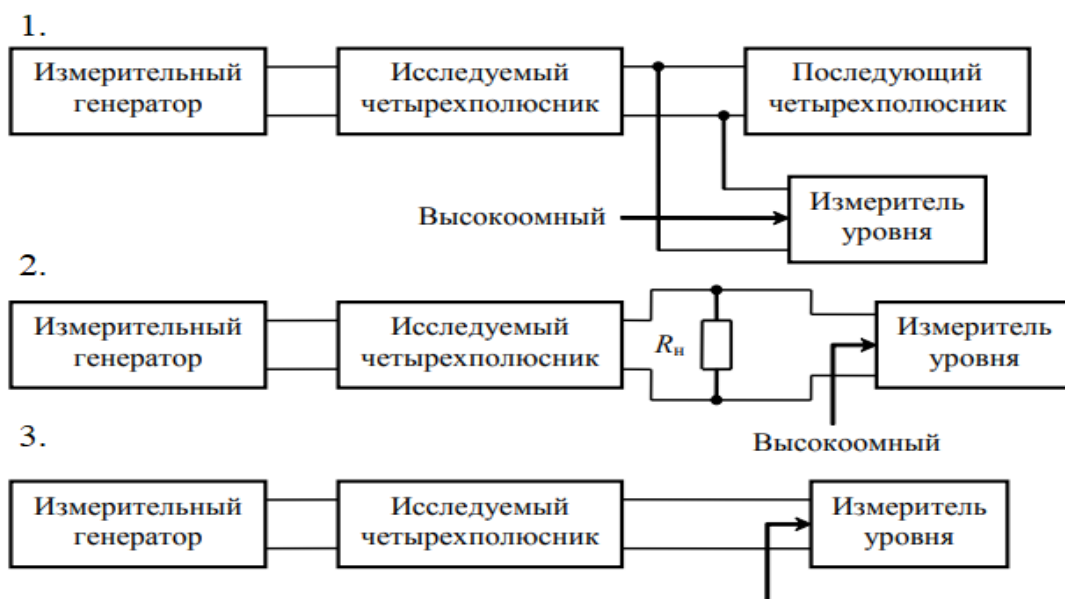 1.
Измерительный
генератор
Исследуемый
четырехполюсник
Последующий
четырехполюсник
Высокоомный
Измеритель
уровня
2.
Измерительный
генератор
Исследуемый
четырехполюсник
Rн
Измеритель
уровня
Высокоомный
3.
Измерительный
генератор
Исследуемый
четырехполюсник
Измеритель
уровня